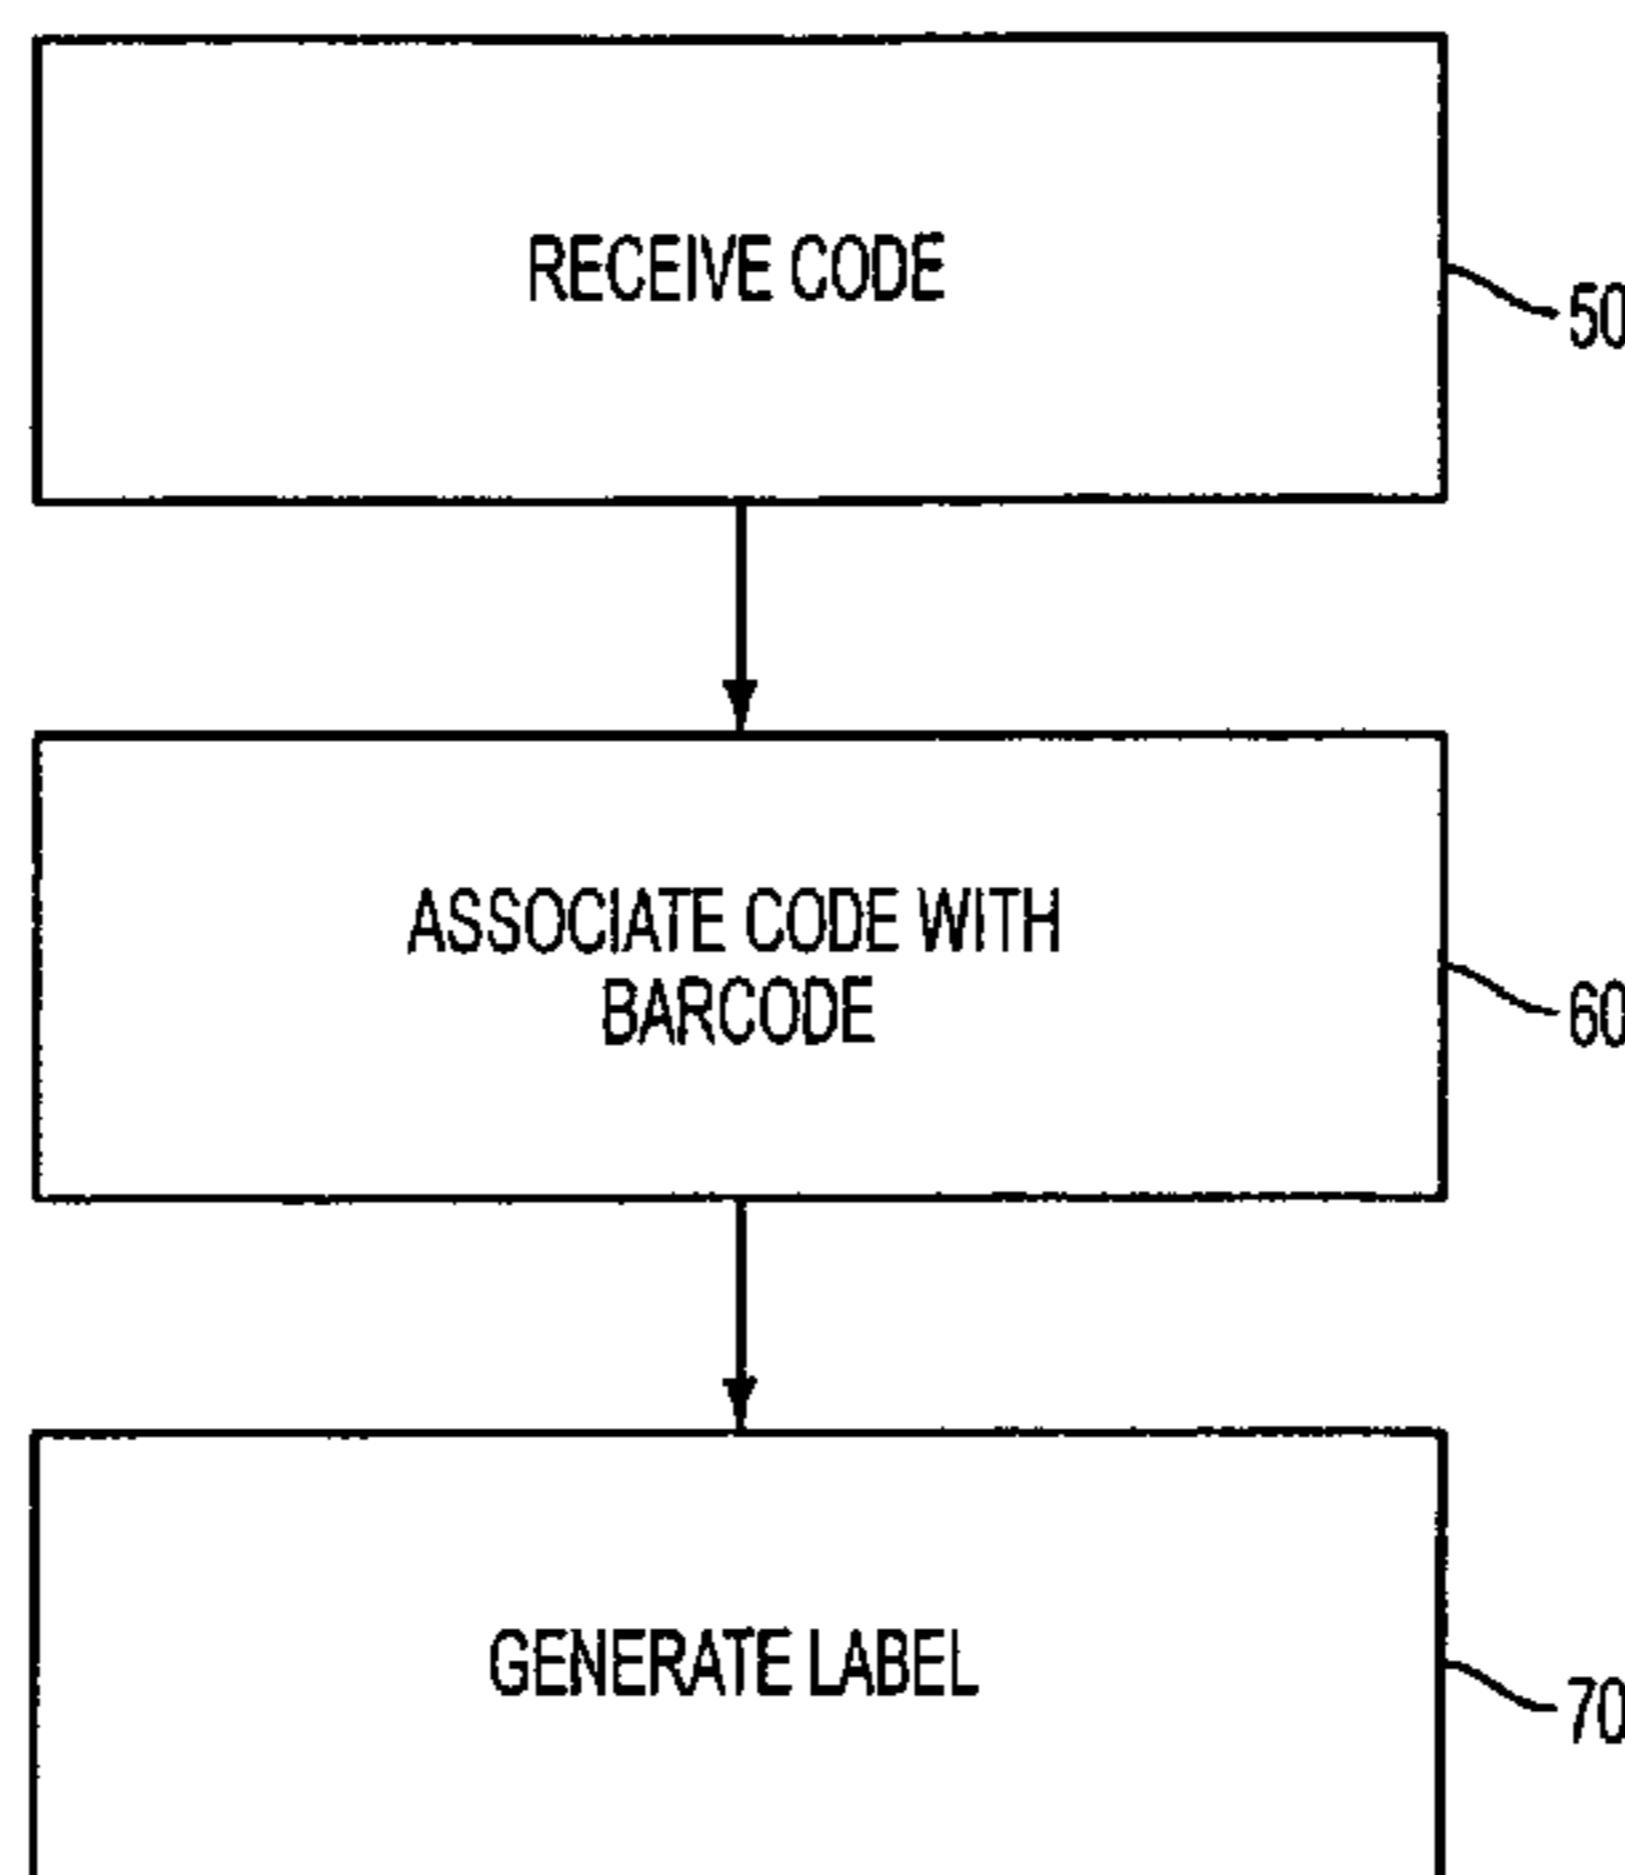 RECEIVE CODE
50
ASSOCIATE CODE WITH
BARCODE
60
GENERATE LABEL
70